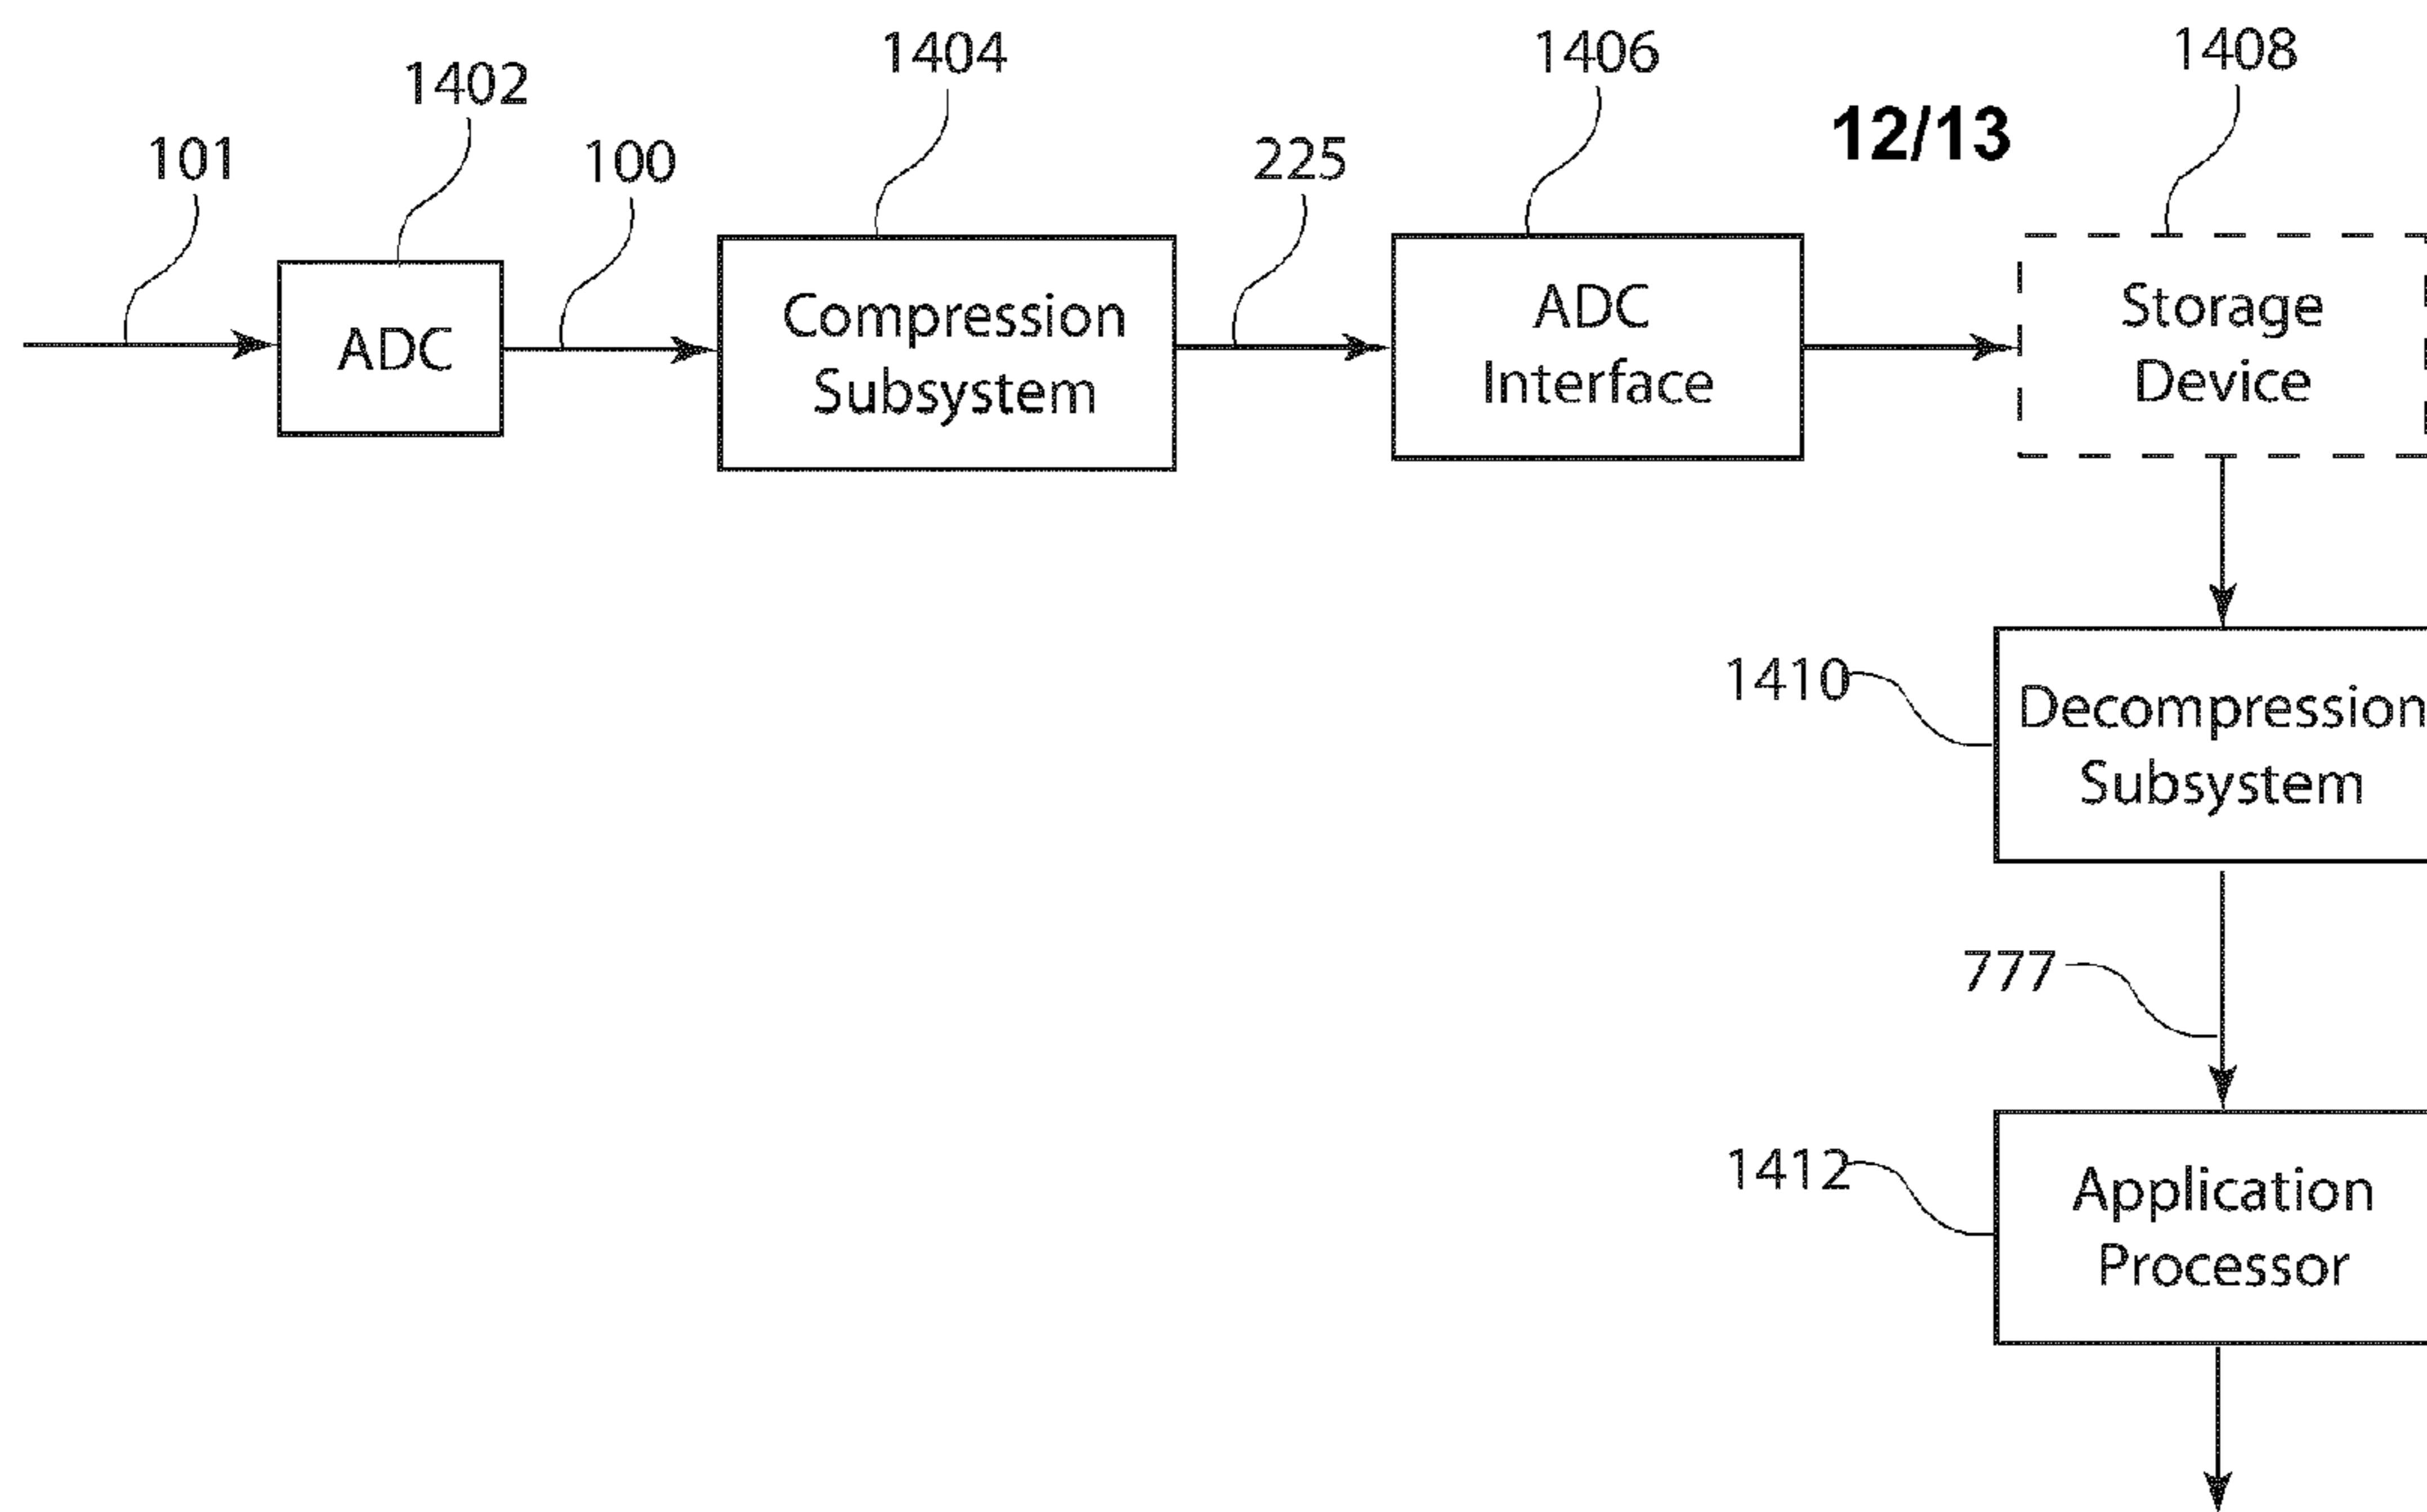 1404
1406
1408
1402
12/13
101
100
225
ADC
Compression
Subsystem
ADC
Interface
Storage
Device
1410
Decompression
Subsystem
777
1412
Application
Processor